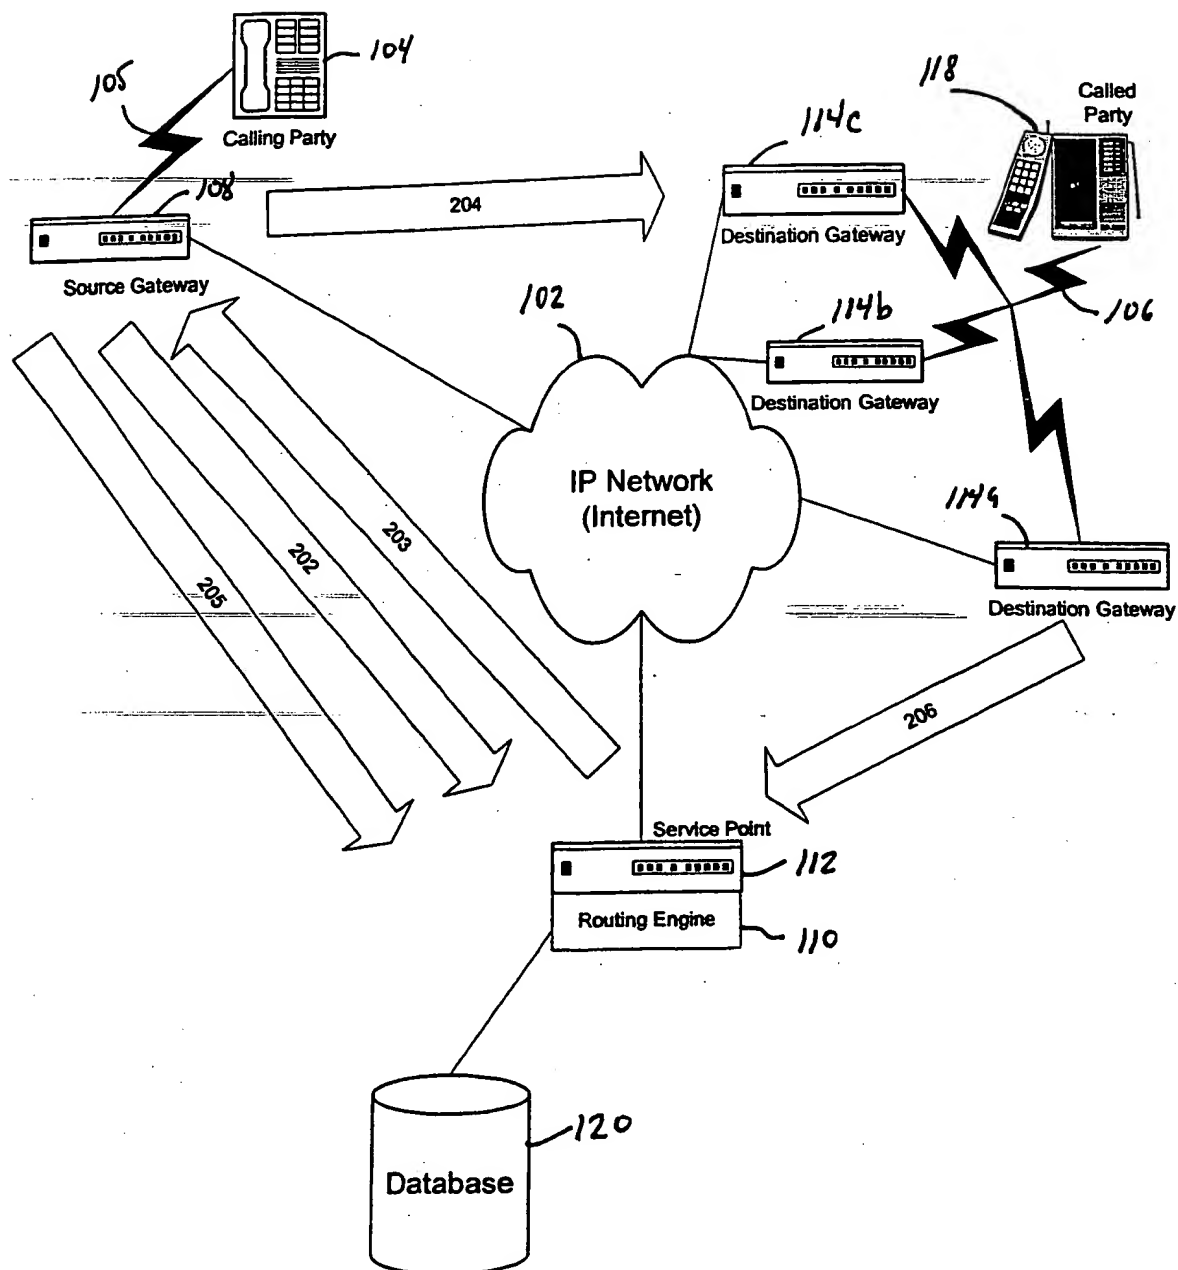 104
105
Calling Party
108
Source Gateway
204
114c
Destination Gateway
118
Called
Party
106
114b
Destination Gateway
102
IP Network
(Internet)
114a
Destination Gateway
203
202
205
206
Service Point
112
Routing Engine
110
120
Database